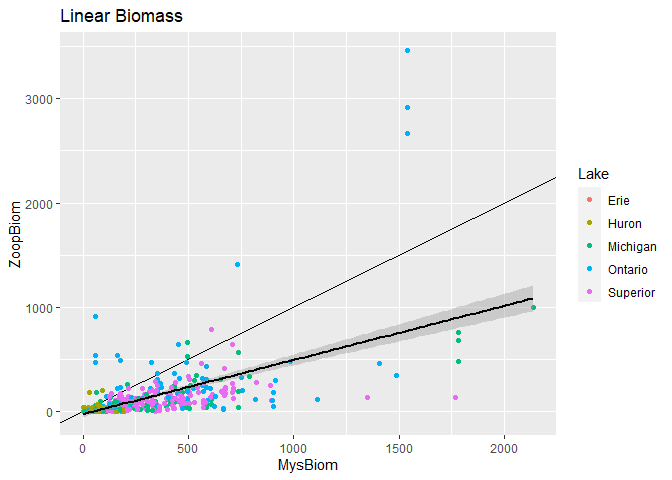 Linear Biomass
ZoopBiom
3000
2000
1000
0
0
500
1000
1500
2000
MysBiom
Lake
Erie
Huron
Michigan
Ontario
Superior